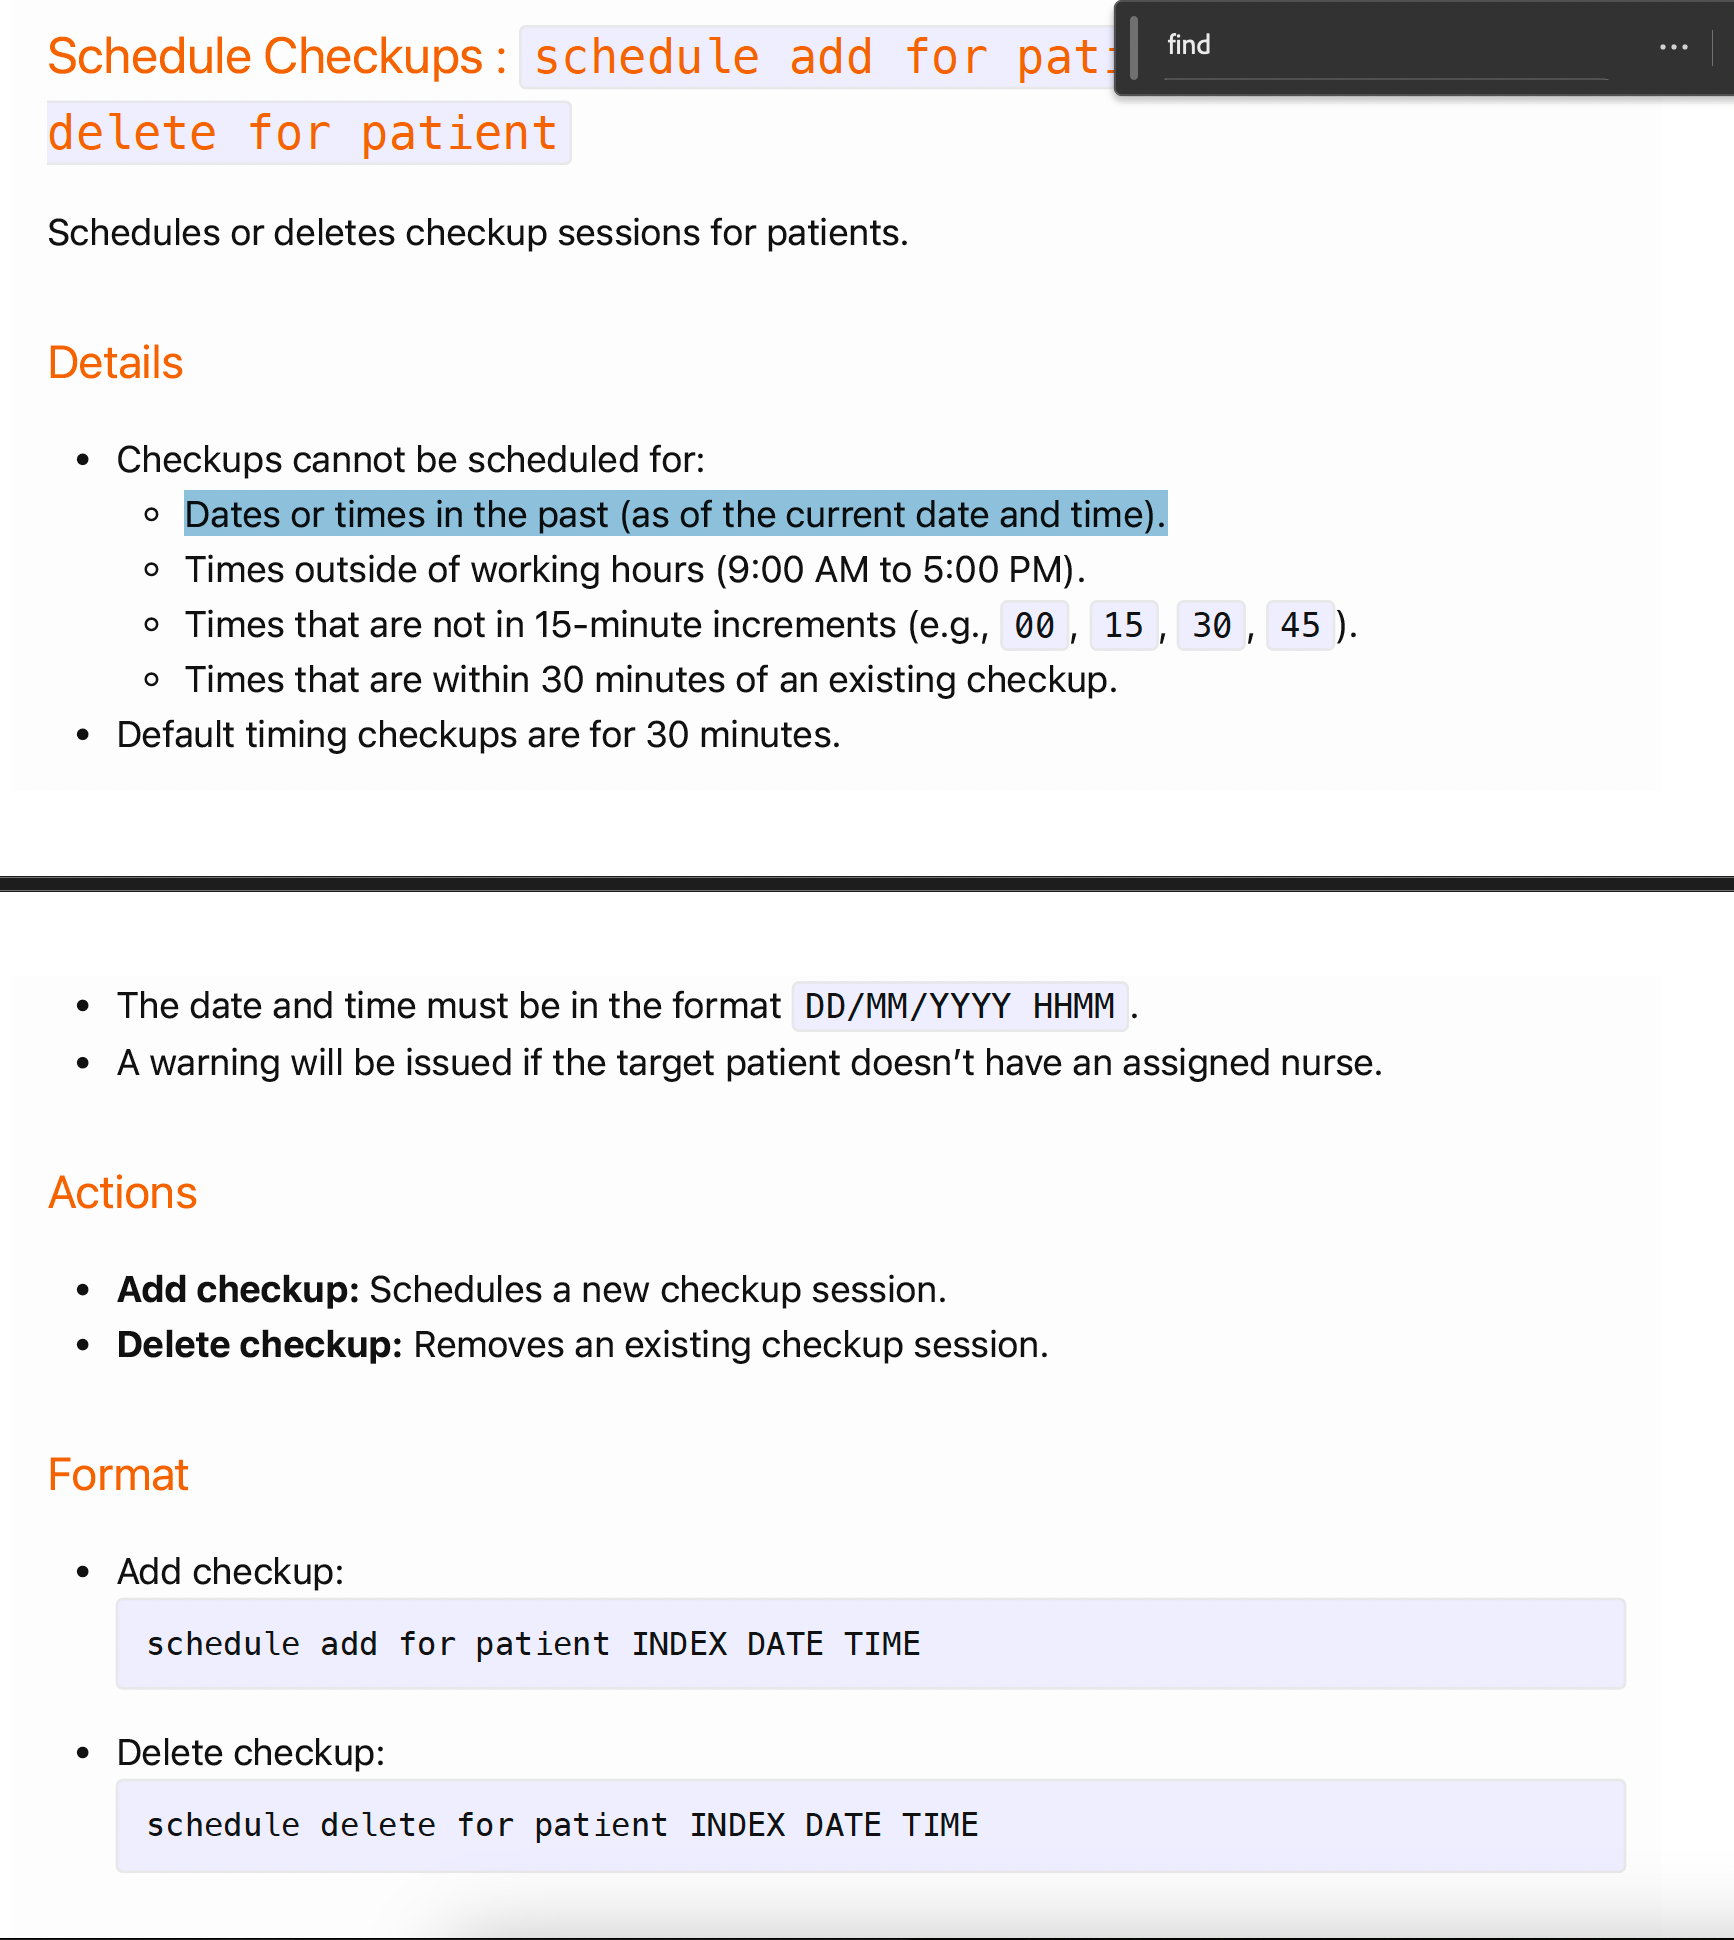 Schedule Checkups : schedule add for
find
delete for patient
Schedules or deletes checkup sessions for patients.
Details
• Checkups cannot be scheduled for:
Dates or times in the past (as of the current date and time).
Times outside of working hours (9:00 AM to 5:00 PM).
Times that are not in 15-minute increments (e.g., 00, 15, 30, 45).
Times that are within 30 minutes of an existing checkup.
• Default timing checkups are for 30 minutes.
• The date and time must be in the format DD/MM/YYYY HHMM.
• A warning will be issued if the target patient doesn’t have an assigned nurse.
Actions
• Add checkup: Schedules a new checkup session.
• Delete checkup: Removes an existing checkup session.
Format
• Add checkup:
schedule add for patient INDEX DATE TIME
• Delete checkup:
schedule delete for patient INDEX DATE TIME